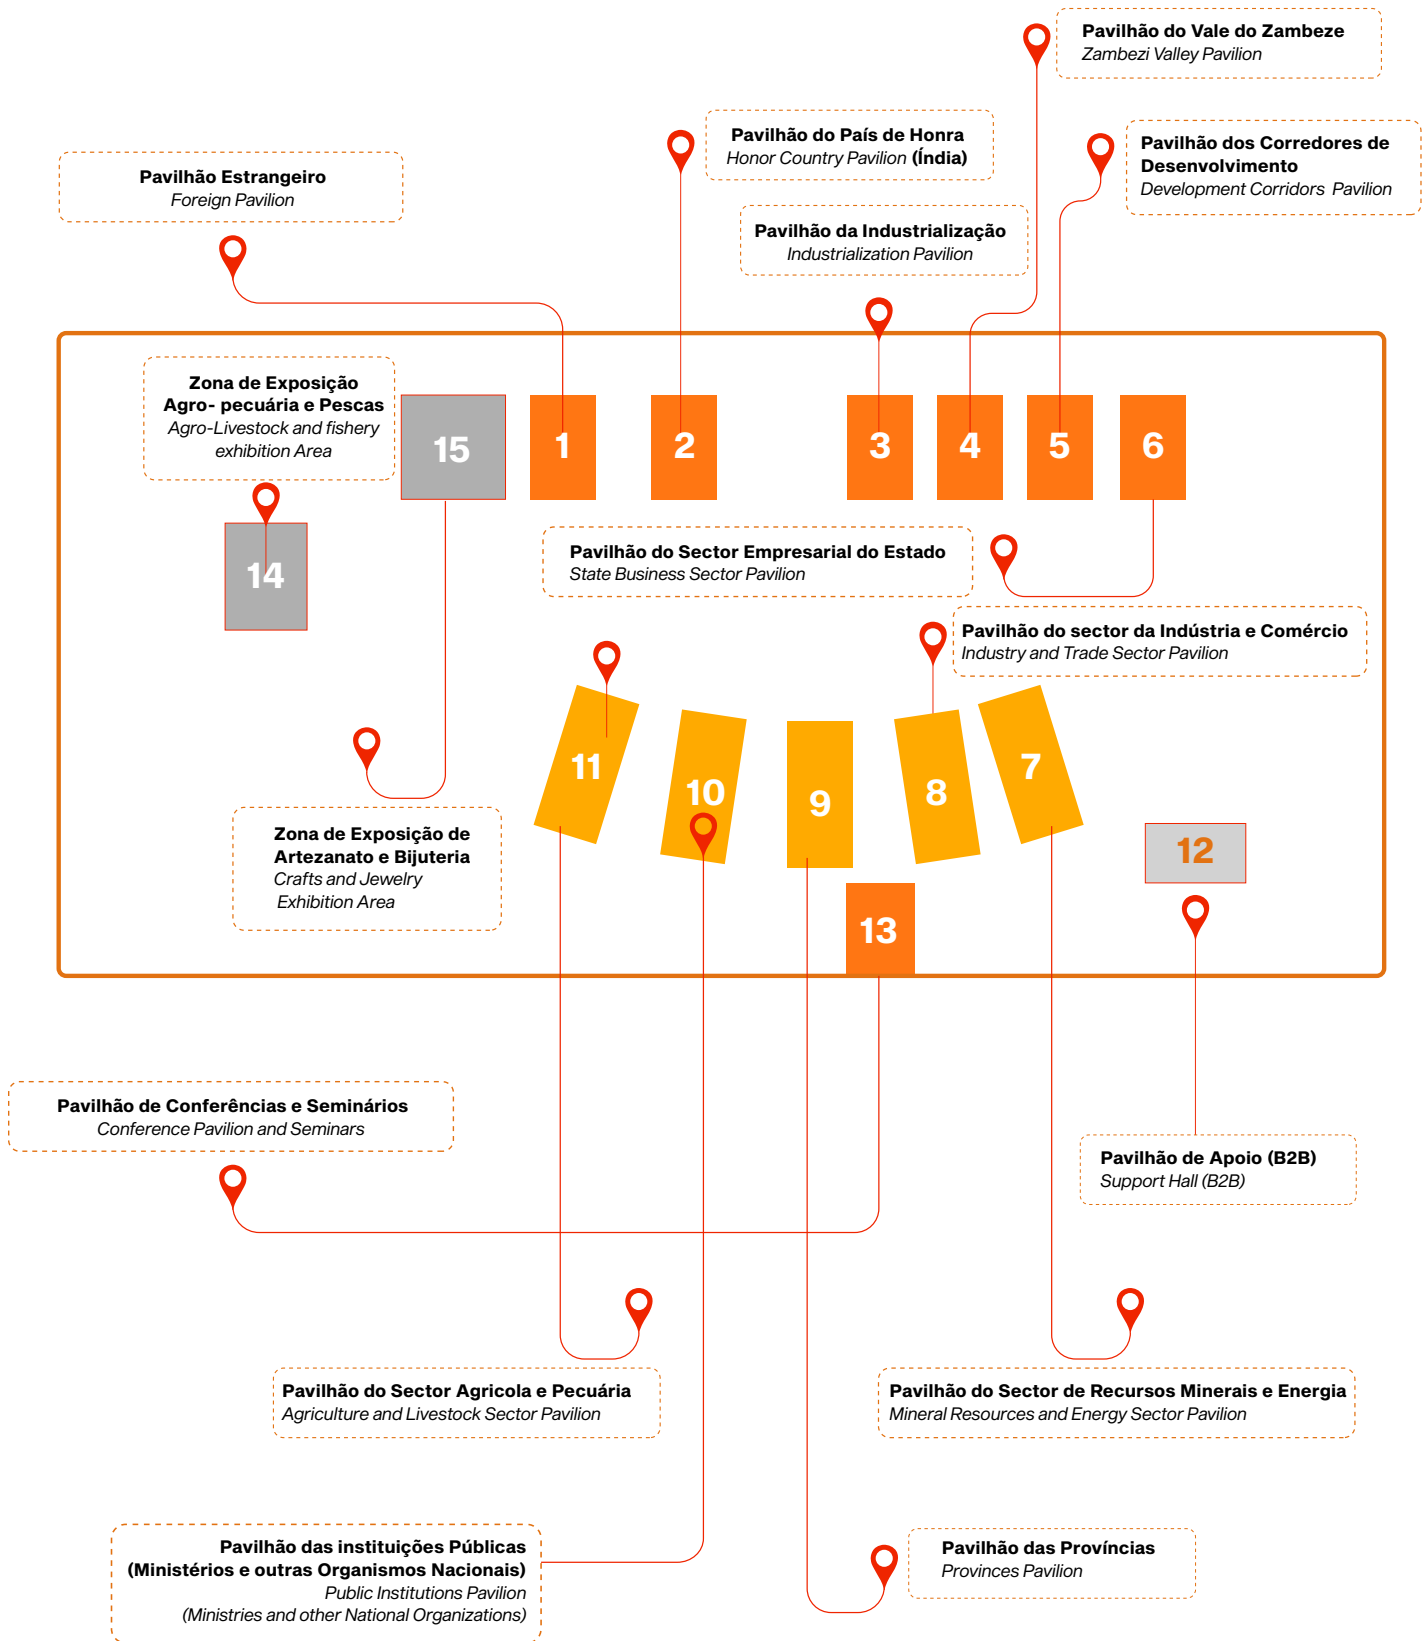 Pavilhão do Vale do Zambeze
Zambezi Valley Pavilion
Pavilhão do País de Honra
Honor Country Pavilion (Índia)
Pavilhão dos Corredores de
Desenvolvimento
Development Corridors Pavilion
Pavilhão Estrangeiro
Foreign Pavilion
Pavilhão da Industrialização
Industrialization Pavilion
Zona de Exposição
Agro- pecuária e Pescas
Agro-Livestock and fishery
exhibition Area
15
1
2
3
4
5
6
14
Pavilhão do Sector Empresarial do Estado
State Business Sector Pavilion
Pavilhão do sector da Indústria e Comércio
Industry and Trade Sector Pavilion
11
10
9
8
7
12
13
Zona de Exposição de
Artezanato e Bijuteria
Crafts and Jewelry
Exhibition Area
Pavilhão de Conferências e Seminários
Conference Pavilion and Seminars
Pavilhão de Apoio (B2B)
Support Hall (B2B)
Pavilhão do Sector Agricola e Pecuária
Agriculture and Livestock Sector Pavilion
Pavilhão do Sector de Recursos Minerais e Energia
Mineral Resources and Energy Sector Pavilion
Pavilhão das instituições Públicas
(Ministérios e outras Organismos Nacionais)
Public Institutions Pavilion
(Ministries and other National Organizations)
Pavilhão das Províncias
Provinces Pavilion